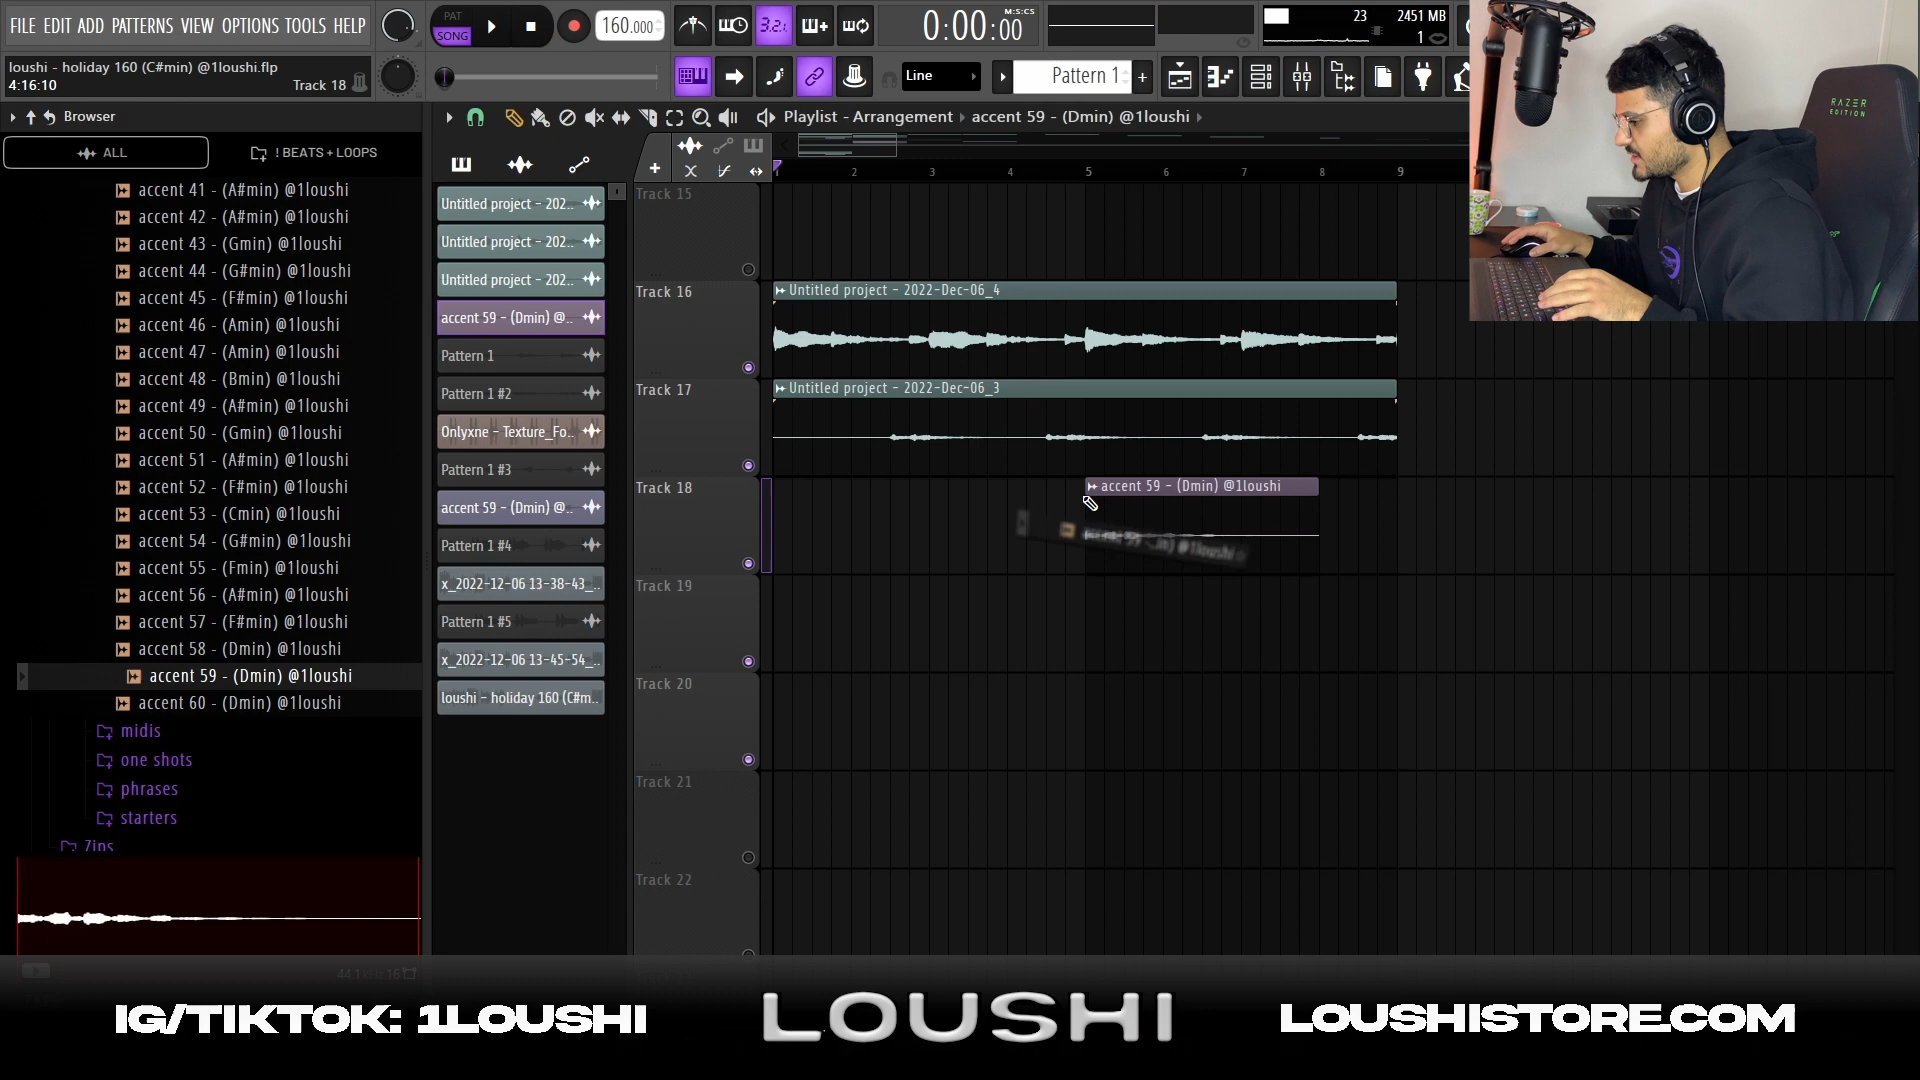 FILE EDIT ADD PATTERNS VIEW OPTIONS TOOLS HELP
PAT
SONG
160.000
3.2.
0:00:00
M:S:CS
23
2451 MB
1
loushi - holiday 160 (C#min) @1loushi.flp
4:16:10
Track 18
Line
Pattern 1
+
RAZER
EDITION
Browser
Playlist - Arrangement
accent 59 - (Dmin) @1loushi
ALL
! BEATS + LOOPS
2
3
4
5
6
7
8
9
accent 41 - (A#min) @1loushi
accent 42 - (A#min) @1loushi
accent 43 - (Gmin) @1loushi
accent 44 - (G#min) @1loushi
accent 45 - (F#min) @1loushi
accent 46 - (Amin) @1loushi
accent 47 - (Amin) @1loushi
accent 48 - (Bmin) @1loushi
accent 49 - (A#min) @1loushi
accent 50 - (Gmin) @1loushi
accent 51 - (A#min) @1loushi
accent 52 - (F#min) @1loushi
accent 53 - (Cmin) @1loushi
accent 54 - (G#min) @1loushi
accent 55 - (Fmin) @1loushi
accent 56 - (A#min) @1loushi
accent 57 - (F#min) @1loushi
accent 58 - (Dmin) @1loushi
accent 59 - (Dmin) @1loushi
accent 60 - (Dmin) @1loushi
midis
one shots
phrases
starters
7ips
Untitled project - 202..
Untitled project - 202..
Untitled project - 202..
accent 59 - (Dmin) @..
Pattern 1
Pattern 1 #2
Onlyxne - Texture_Fo..
Pattern 1 #3
accent 59 - (Dmin) @..
Pattern 1 #4
x_2022-12-06 13-38-43_..
Pattern 1 #5
x_2022-12-06 13-45-54_..
loushi - holiday 160 (C#m..
Track 15
Track 16
Untitled project - 2022-Dec-06_4
Track 17
Untitled project - 2022-Dec-06_3
Track 18
accent 59 - (Dmin) @1loushi
Track 19
Track 20
Track 21
Track 22
IG/TIKTOK: 1LOUSHI
LOUSHI
LOUSHISTORE.COM